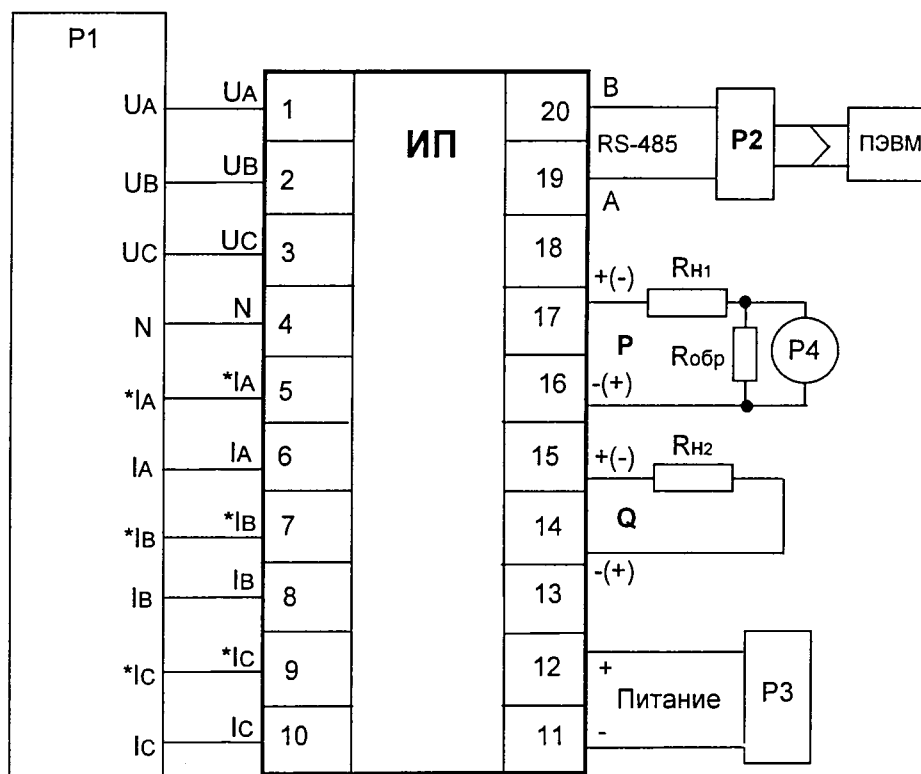 P1
UA
UB
UC
N
*IA
IA
*IB
IB
*IC
IC
UA
UB
UC
N
*IA
IA
*IB
IB
*IC
IC
1
2
3
4
5
6
7
8
9
10
ИП
20
19
18
17
16
15
14
13
12
11
B
RS-485
A
P2
ПЭВМ
+(-)
Rн1
P
Rобр
P4
-(+)
+(-)
Rн2
Q
-(+)
+
Питание
-
P3